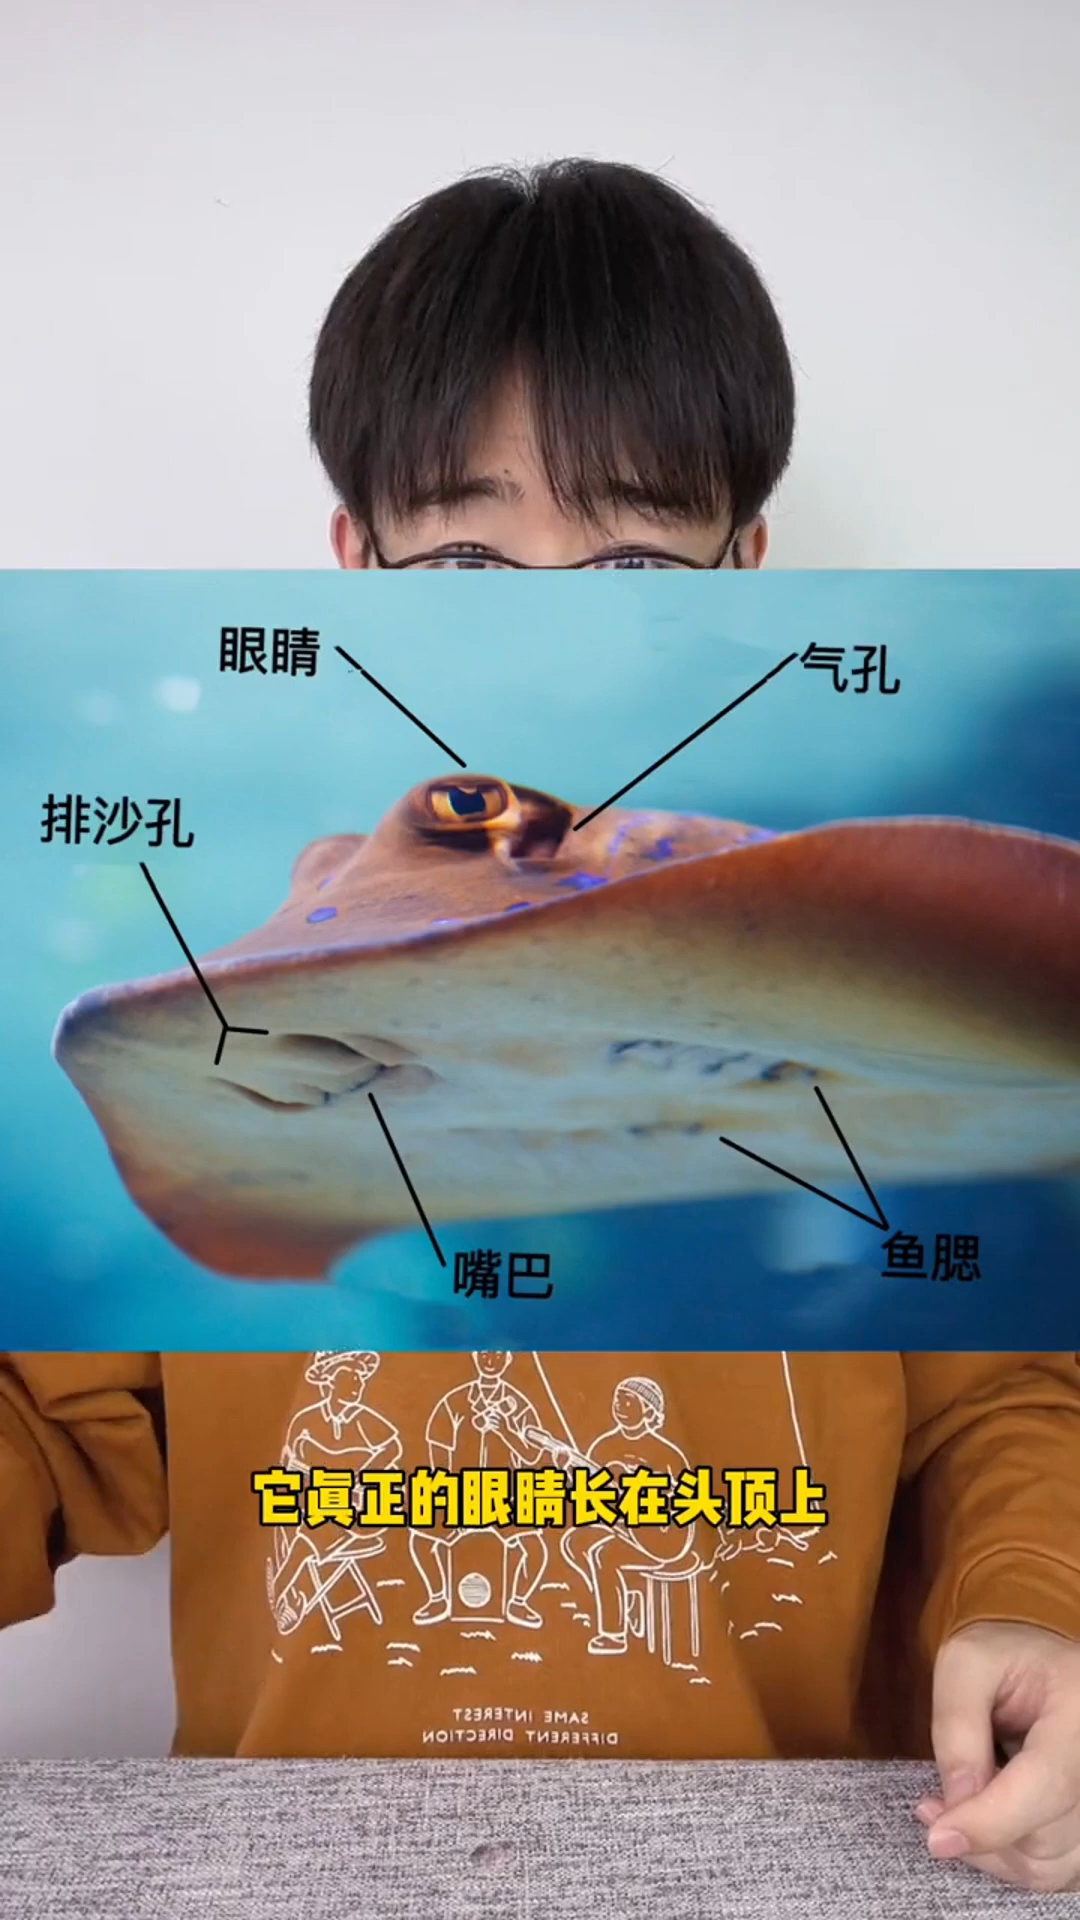 眼睛
气孔
排沙孔
嘴巴
鱼腮
它真正的眼睛长在头顶上
SAME INTEREST
DIFFERENT DIRECTION